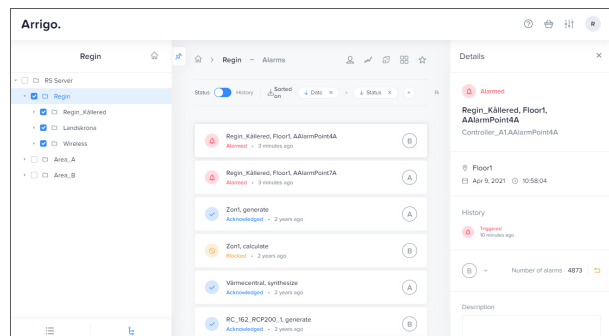 Arrigo.
R
Regin
RS Server
Regin
Regin_Kållered
Landskrona
Wireless
Area_A
Area_B
Regin – Alarms
Status
History
Sorted on
Date ×
Status ×
+
Regin_Kållered, Floor1, AAlarmPoint4A
Alarmed • 3 minutes ago
B
Regin_Kållered, Floor1, AAlarmPoint7A
Alarmed • 3 minutes ago
A
Zon1, generate
Acknowledged • 2 years ago
A
Zon1, calculate
Blocked • 2 years ago
B
Värmecentral, synthesize
Acknowledged • 2 years ago
A
RC_162_RCP200_1, generate
Acknowledged • 2 years ago
B
Details
Alarmed
Regin_Kållered, Floor1,
AAlarmPoint4A
Controller_A1.AAlarmPoint4A
Floor1
Apr 9, 2021 10:58:04
History
Triggered
10 minutes ago
B
Number of alarms 4873
Description